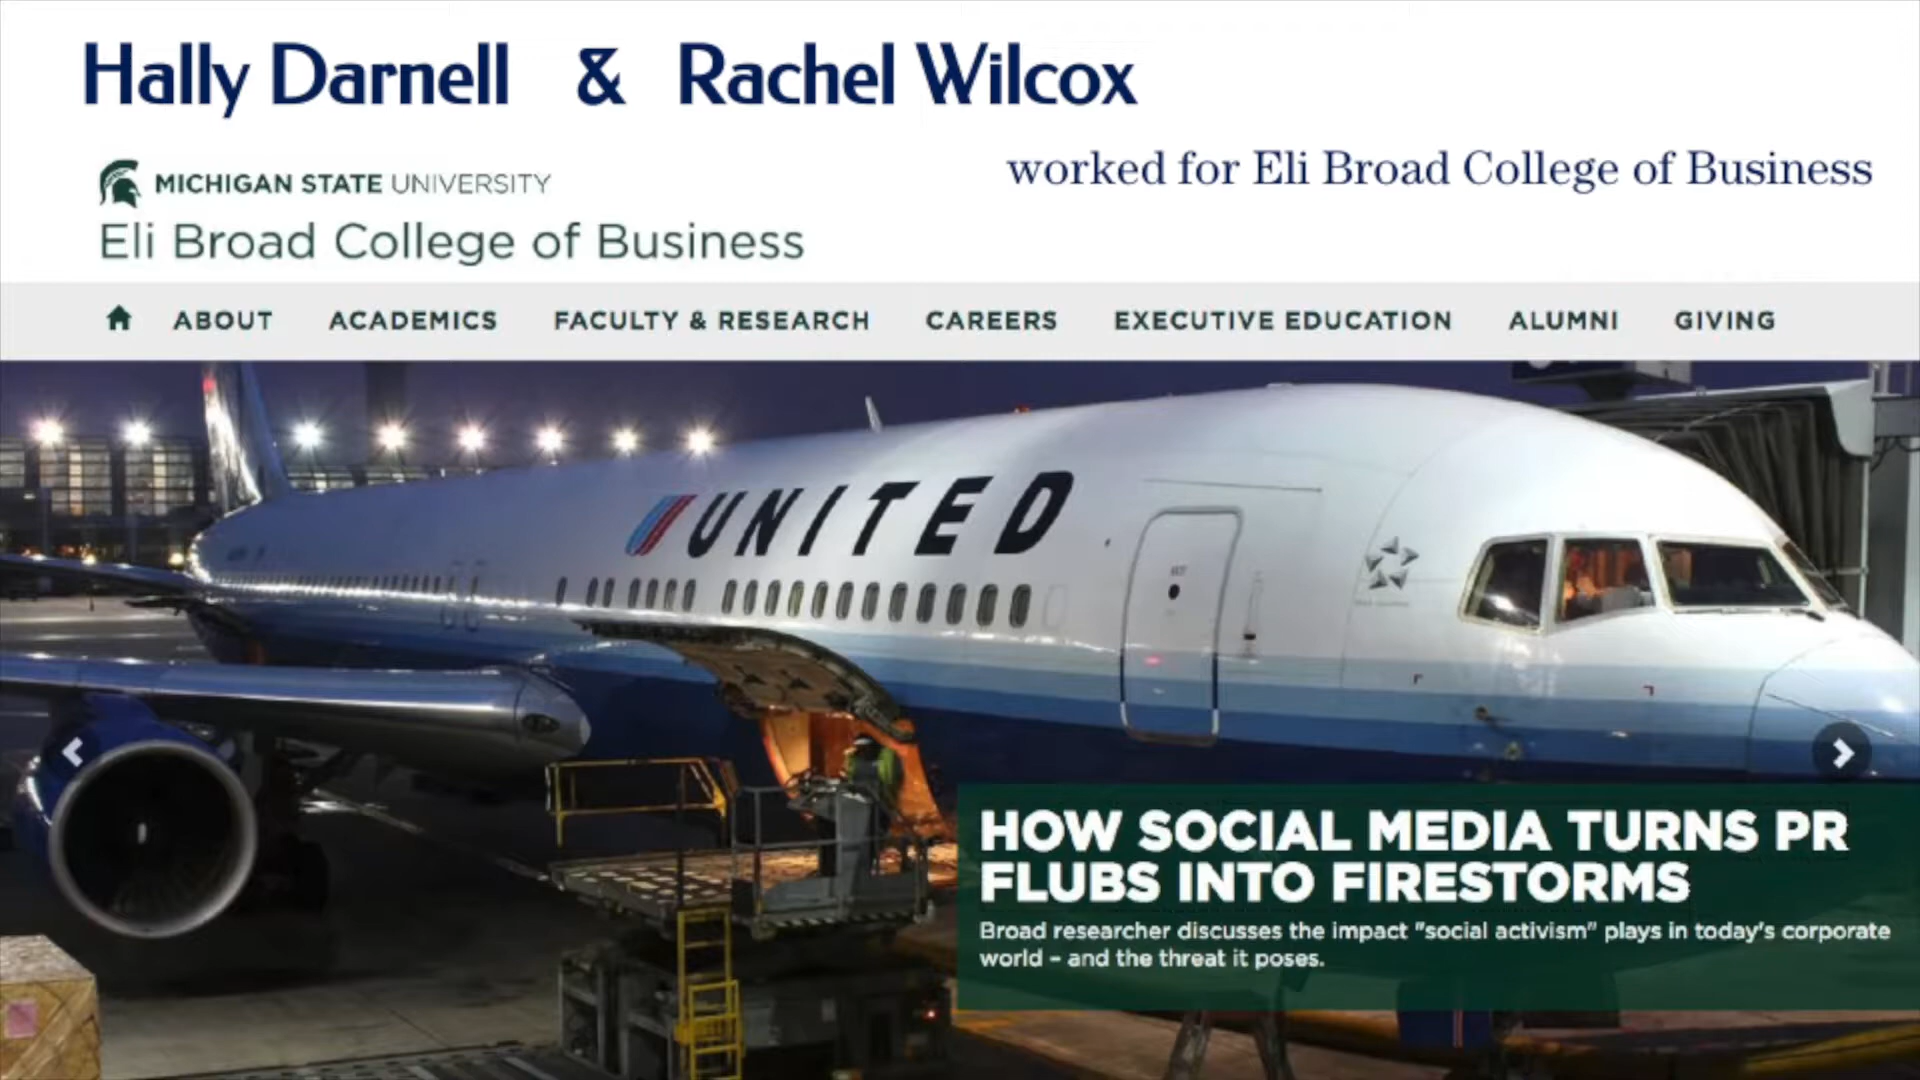 Hally Darnell & Rachel Wilcox
worked for Eli Broad College of Business
MICHIGAN STATE UNIVERSITY
Eli Broad College of Business
ABOUT ACADEMICS FACULTY & RESEARCH CAREERS EXECUTIVE EDUCATION ALUMNI GIVING
UNITED
HOW SOCIAL MEDIA TURNS PR
FLUBS INTO FIRESTORMS
Broad researcher discusses the impact "social activism" plays in today's corporate
world – and the threat it poses.